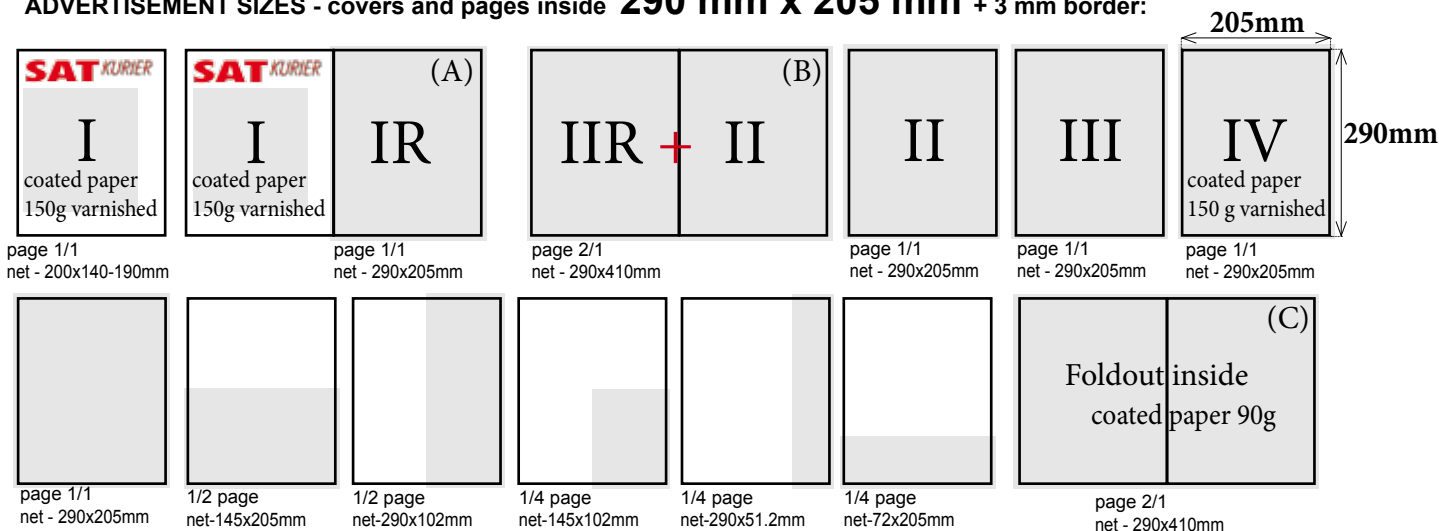 ADVERTISEMENT SIZES - covers and pages inside 290 mm x 205 mm + 3 mm border:
205mm
290mm
SAT KURIER
I
coated paper
150g varnished
page 1/1
net - 200x140-190mm
SAT KURIER
I
coated paper
150g varnished
(A)
IR
page 1/1
net - 290x205mm
(B)
IIR + II
page 2/1
net - 290x410mm
II
page 1/1
net - 290x205mm
III
page 1/1
net - 290x205mm
IV
coated paper
150 g varnished
page 1/1
net - 290x205mm
page 1/1
net - 290x205mm
1/2 page
net-145x205mm
1/2 page
net-290x102mm
1/4 page
net-145x102mm
1/4 page
net-290x51.2mm
1/4 page
net-72x205mm
(C)
Foldout inside
coated paper 90g
page 2/1
net - 290x410mm